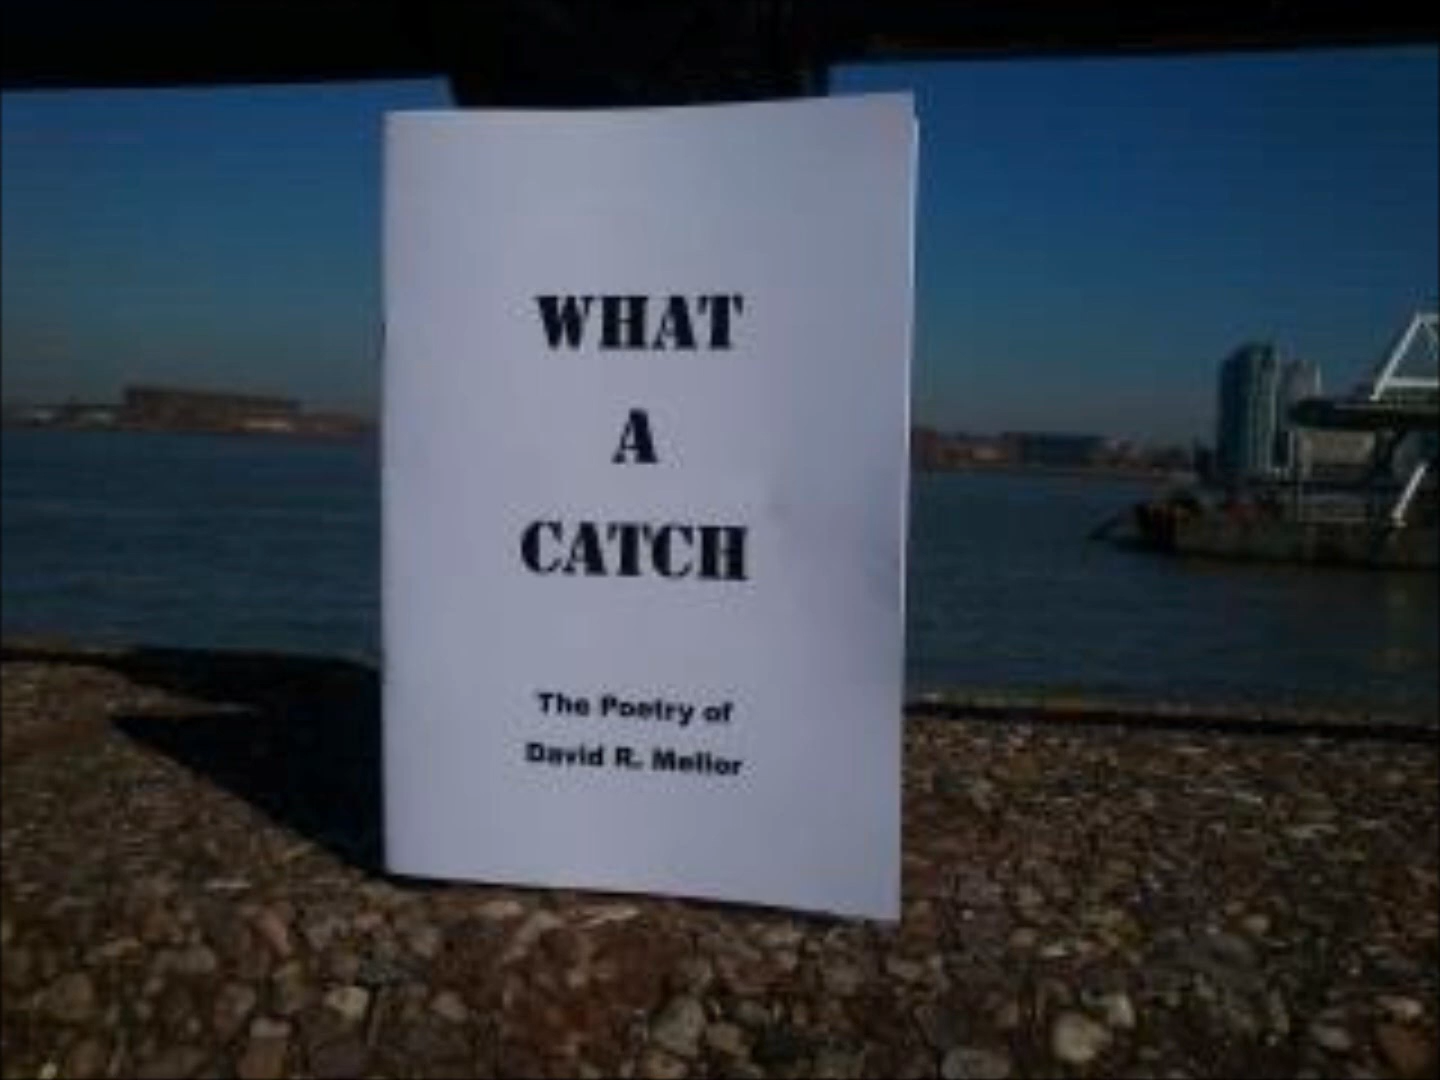 WHAT
A
CATCH
The Poetry of
David R. Mellor